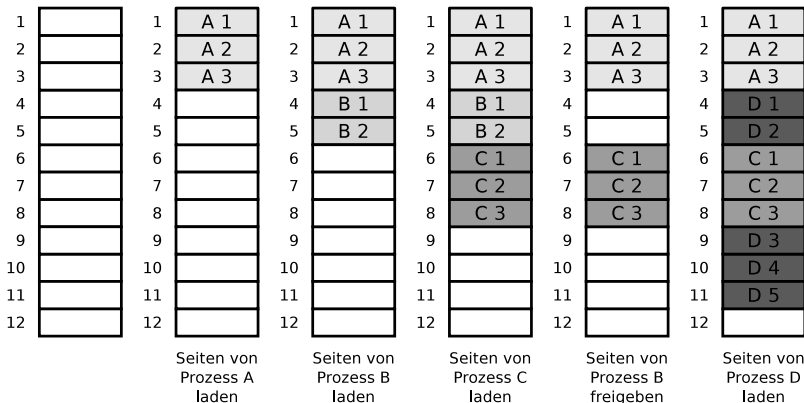 1 1 A 1 1 A 1 1 A 1 1 A 1 1 A 1
2 2 A 2 2 A 2 2 A 2 2 A 2 2 A 2
3 3 A 3 3 A 3 3 A 3 3 A 3 3 A 3
4 4 4 B 1 4 B 1 4 4 D 1
5 5 5 B 2 5 B 2 5 5 D 2
6 6 6 6 C 1 6 C 1 6 C 1
7 7 7 7 C 2 7 C 2 7 C 2
8 8 8 8 C 3 8 C 3 8 C 3
9 9 9 9 9 9 D 3
10 10 10 10 10 10 D 4
11 11 11 11 11 11 D 5
12 12 12 12 12 12
Seiten von
Prozess A
laden
Seiten von
Prozess B
laden
Seiten von
Prozess C
laden
Seiten von
Prozess B
freigeben
Seiten von
Prozess D
laden